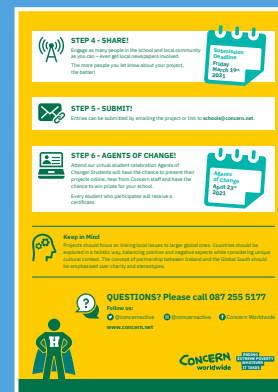 STEP 4 - SHARE!
Engage as many people in the school and local community
as you can – even get local newspapers involved.
The more people you let know about your project,
the better!
Submission
Deadline
Friday
March 19th
2021
STEP 5 - SUBMIT!
Entries can be submitted by emailing the project or link to schools@concern.net.
STEP 6 - AGENTS OF CHANGE!
Attend our virtual student celebration Agents of
Change! Students will have the chance to present their
projects online, hear from Concern staff and have the
chance to win prizes for your school.
Every student who participates will receive a
certificate.
Agents
of Change
April 23rd
2021
Keep in Mind
Projects should focus on linking local issues to larger global ones. Countries should be
explored in a holistic way, balancing positive and negative aspects while considering unique
cultural context. The concept of partnership between Ireland and the Global South should
be emphasised over charity and stereotypes.
QUESTIONS? Please call 087 255 5177
Follow us:
@concernactive @concernactive Concern Worldwide
www.concern.net
H
CONCERN
worldwide
ENDING
EXTREME POVERTY
WHATEVER
IT TAKES